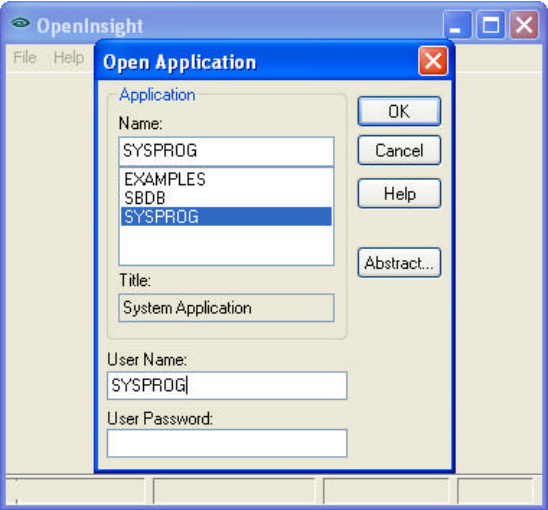 OpenInsight
File Help
Open Application
Application
Name:
SYSPROG
EXAMPLES
SBDB
SYSPROG
Title:
System Application
User Name:
SYSPROG
User Password:
OK
Cancel
Help
Abstract...